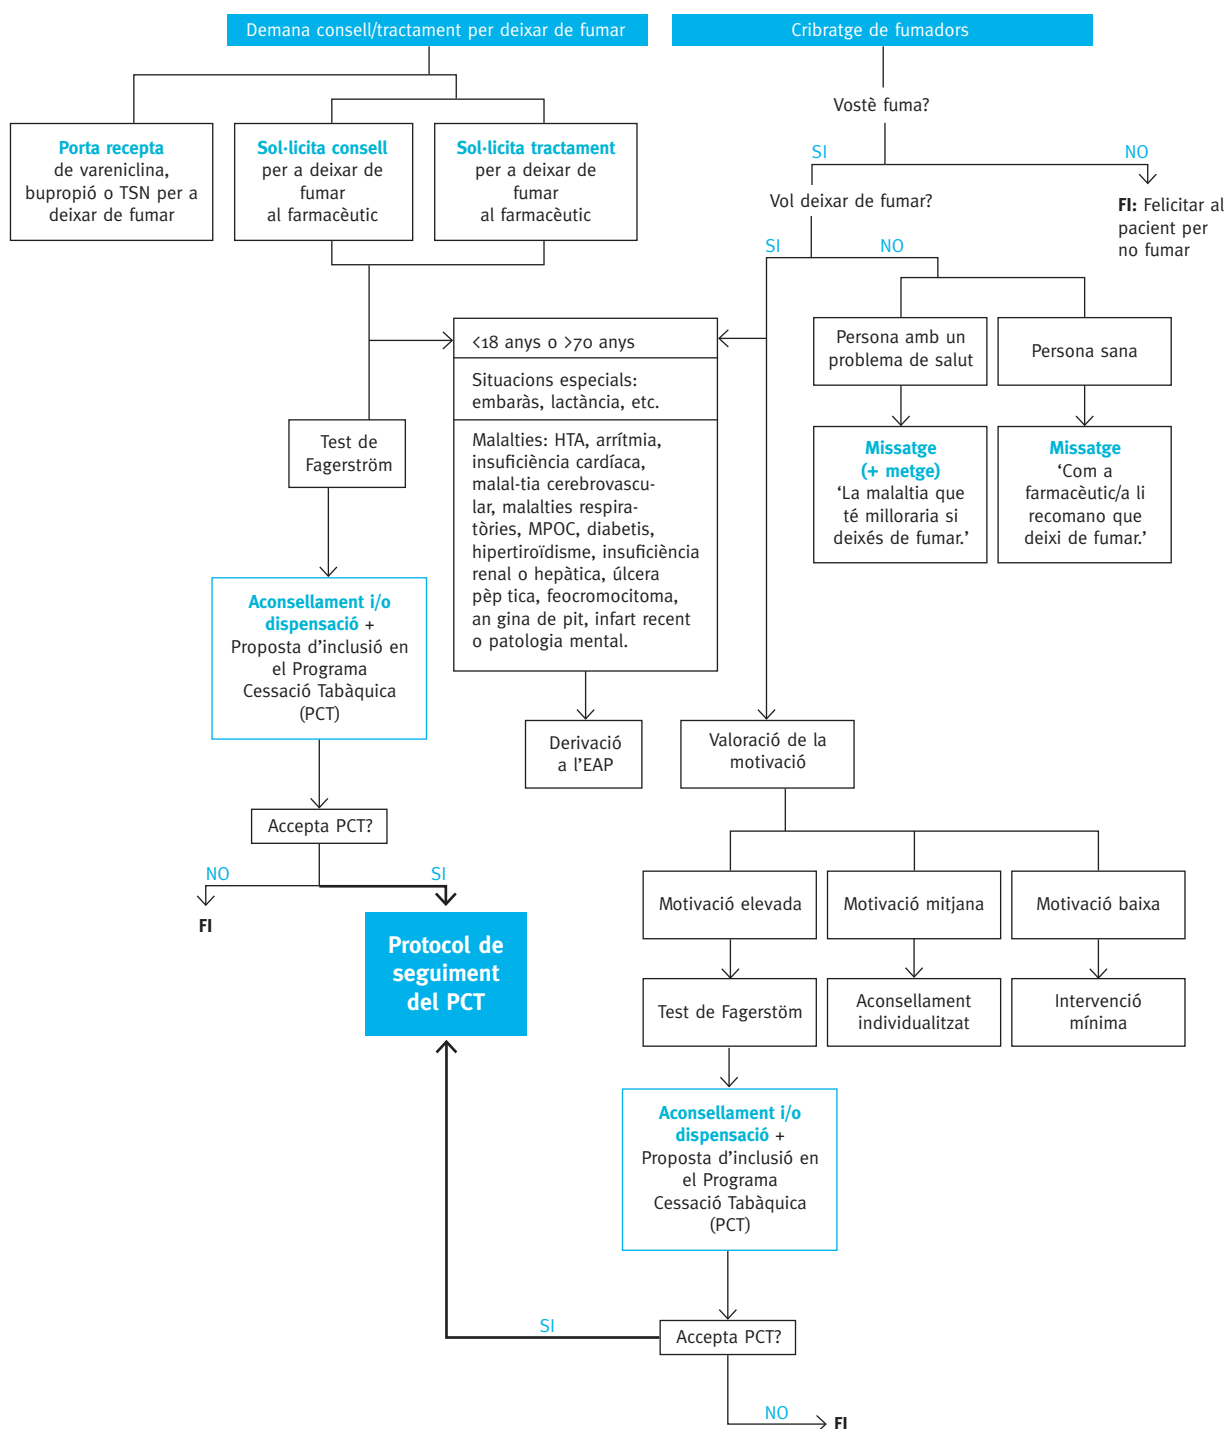 Demana consell/tractament per deixar de fumar
Cribratge de fumadors
Vostè fuma?
Porta recepta
de vareniclina,
bupropió o TSN per a
deixar de fumar
Sol·licita consell
per a deixar de
fumar
al farmacèutic
Sol·licita tractament
per a deixar de
fumar
al farmacèutic
SI
NO
Vol deixar de fumar?
FI: Felicitar al
pacient per
no fumar
SI
NO
<18 anys o >70 anys
Situacions especials:
embaràs, lactància, etc.
Malalties: HTA, arrítmia,
insuficiència cardíaca,
malal-tia cerebrovascu-
lar, malalties respira-
tòries, MPOC, diabetis,
hipertiroïdisme, insuficiència
renal o hepàtica, úlcera
pèp tica, feocromocitoma,
an gina de pit, infart recent
o patologia mental.
Persona amb un
problema de salut
Persona sana
Missatge
(+ metge)
‘La malaltia que
té milloraria si
deixés de fumar.’
Missatge
‘Com a
farmacèutic/a li
recomano que
deixi de fumar.’
Test de
Fagerström
Aconsellament i/o
dispensació +
Proposta d’inclusió en
el Programa
Cessació Tabàquica
(PCT)
Derivació
a l’EAP
Valoració de la
motivació
Accepta PCT?
NO
SI
FI
Protocol de
seguiment
del PCT
Motivació elevada
Motivació mitjana
Motivació baixa
Test de Fagerstöm
Aconsellament
individualitzat
Intervenció
mínima
Aconsellament i/o
dispensació +
Proposta d’inclusió en
el Programa
Cessació Tabàquica
(PCT)
SI
Accepta PCT?
NO
FI